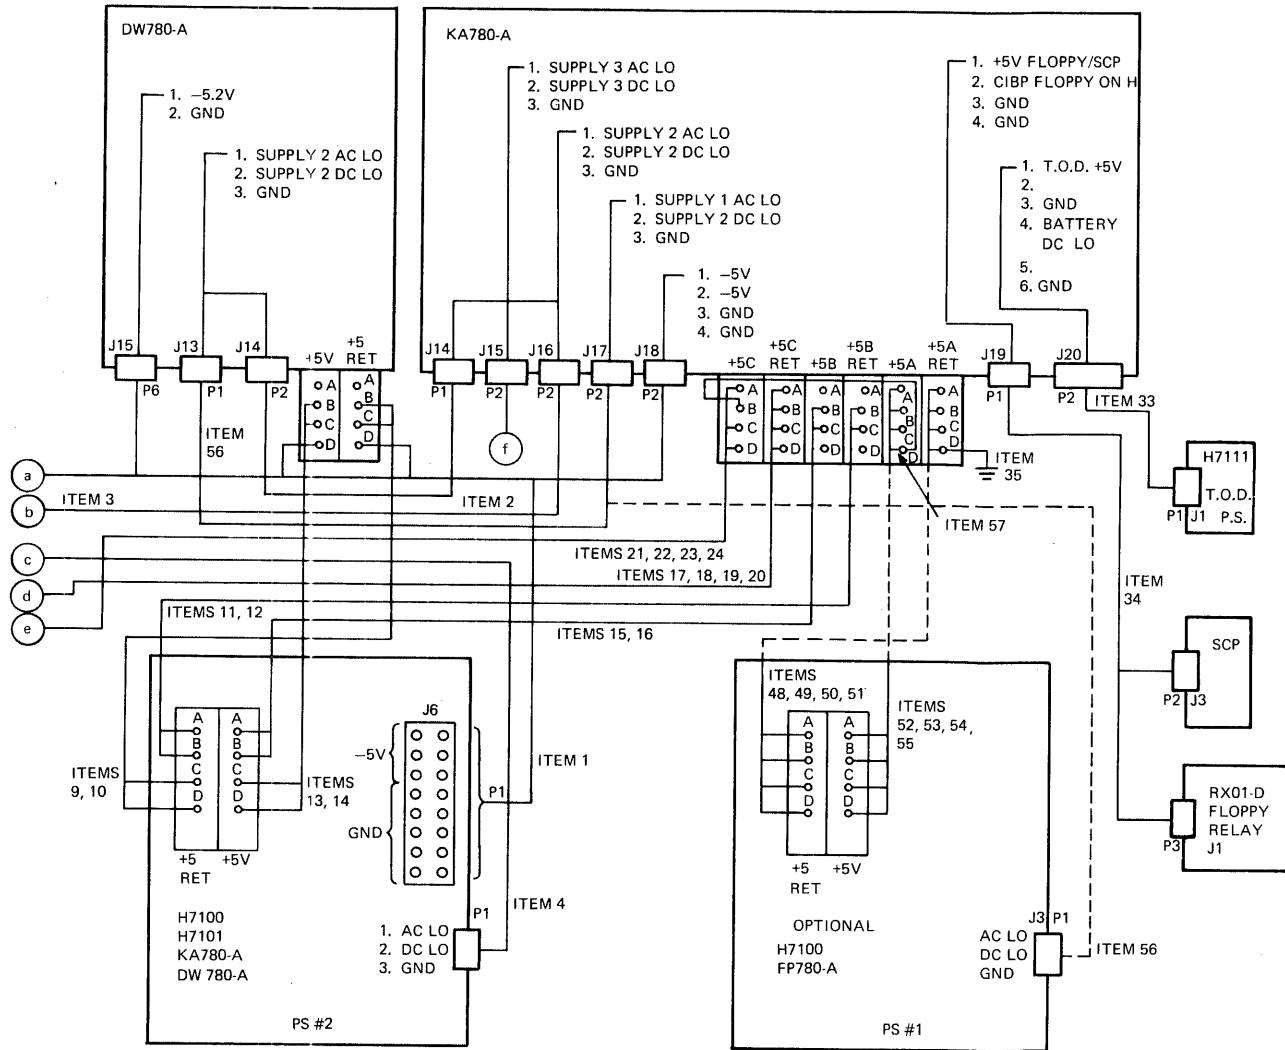 DW780-A
1. −5.2V
2. GND
1. SUPPLY 2 AC LO
2. SUPPLY 2 DC LO
3. GND
J15
J13
J14
+5V
+5
RET
P6
P1
P2
A
B
C
D
A
B
C
D
ITEM
56
KA780-A
1. SUPPLY 3 AC LO
2. SUPPLY 3 DC LO
3. GND
1. SUPPLY 2 AC LO
2. SUPPLY 2 DC LO
3. GND
1. SUPPLY 1 AC LO
2. SUPPLY 2 DC LO
3. GND
1. −5V
2. −5V
3. GND
4. GND
1. +5V FLOPPY/SCP
2. CIBP FLOPPY ON H
3. GND
4. GND
1. T.O.D. +5V
2.
3. GND
4. BATTERY
DC LO
5.
6. GND
J14
J15
J16
J17
J18
+5C
+5C
RET
+5B
+5B
RET
+5A
+5A
RET
J19
J20
P1
P2
P2
P2
P2
P1
P2
A
B
C
D
A
B
C
D
A
B
C
D
A
B
C
D
A
B
C
D
A
B
C
D
f
ITEM 33
ITEM
35
ITEM 57
H7111
T.O.D.
P.S.
P1
J1
a
ITEM 3
ITEM 2
b
c
d
e
ITEMS 21, 22, 23, 24
ITEMS 17, 18, 19, 20
ITEMS 11, 12
ITEMS 15, 16
ITEM
34
SCP
P2
J3
RX01-D
FLOPPY
RELAY
J1
P3
ITEMS
9, 10
A
B
C
D
A
B
C
D
ITEMS
13, 14
+5
RET
+5V
J6
−5V
GND
P1
ITEM 1
ITEM 4
P1
1. AC LO
2. DC LO
3. GND
H7100
H7101
KA780-A
DW 780-A
PS #2
ITEMS
48, 49, 50, 51
ITEMS
52, 53, 54,
55
A
B
C
D
A
B
C
D
+5
RET
+5V
OPTIONAL
H7100
FP780-A
J3
P1
AC LO
DC LO
GND
ITEM 56
PS #1